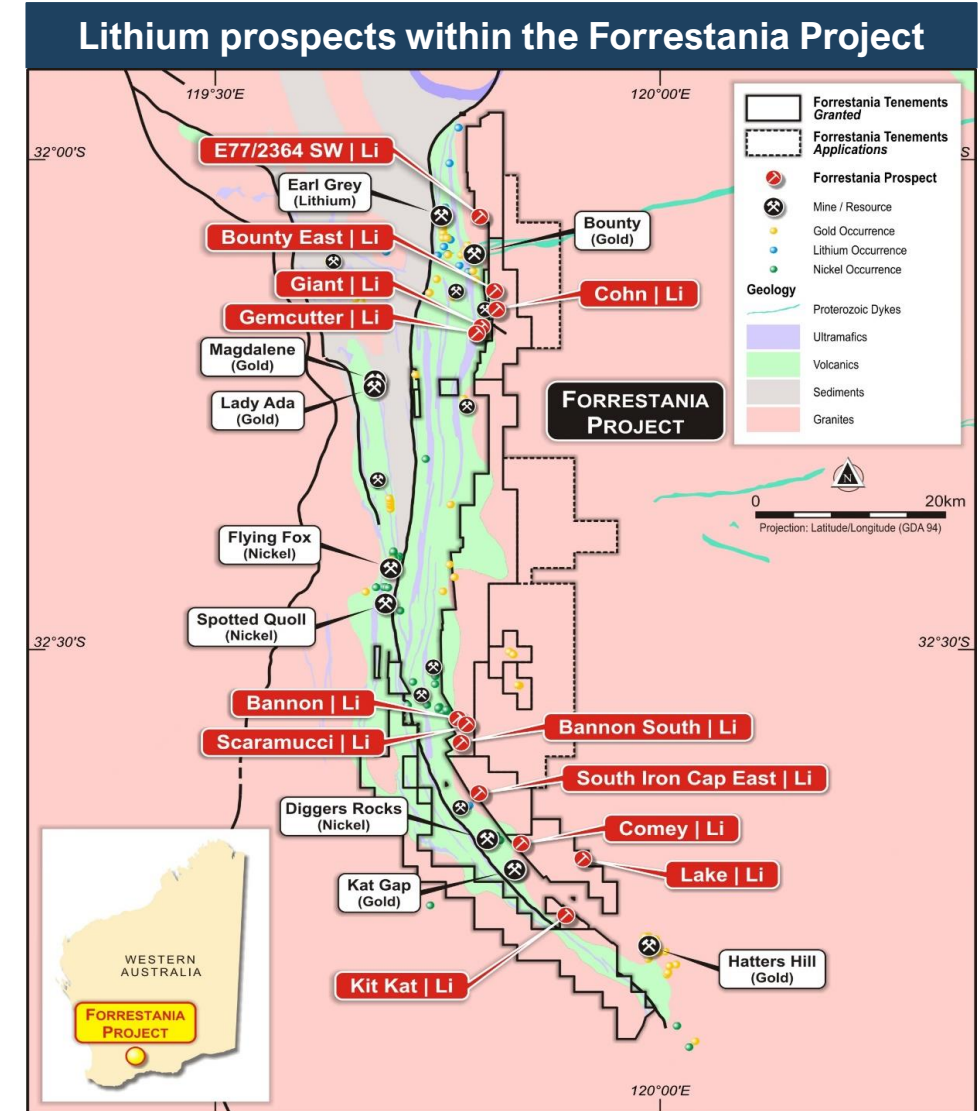 Lithium prospects within the Forrestania Project
119°30'E
120°00'E
32°00'S
S
Forrestania Tenements
Granted
Forrestania Tenements
Applications
Forrestania Prospect
Mine / Resource
Gold Occurrence
Lithium Occurrence
Nickel Occurrence
Geology
Proterozoic Dykes
Ultramafics
Volcanics
Sediments
Granites
E77/2364 SW | Li
Earl Grey
(Lithium)
Bounty East | Li
Bounty
(Gold)
Giant | Li
Cohn | Li
Gemcutter | Li
Magdalene
(Gold)
Lady Ada
(Gold)
FORRESTANIA
PROJECT
N
0
20km
Projection: Latitude/Longitude (GDA 94)
Flying Fox
(Nickel)
Spotted Quoll
(Nickel)
32°30'S
32°30'S
Bannon | Li
Scaramucci | Li
Bannon South | Li
South Iron Cap East | Li
Diggers Rocks
(Nickel)
Comey | Li
Lake | Li
Kat Gap
(Gold)
Hatters Hill
(Gold)
Kit Kat | Li
WESTERN
AUSTRALIA
FORRESTANIA
PROJECT
120°00'E